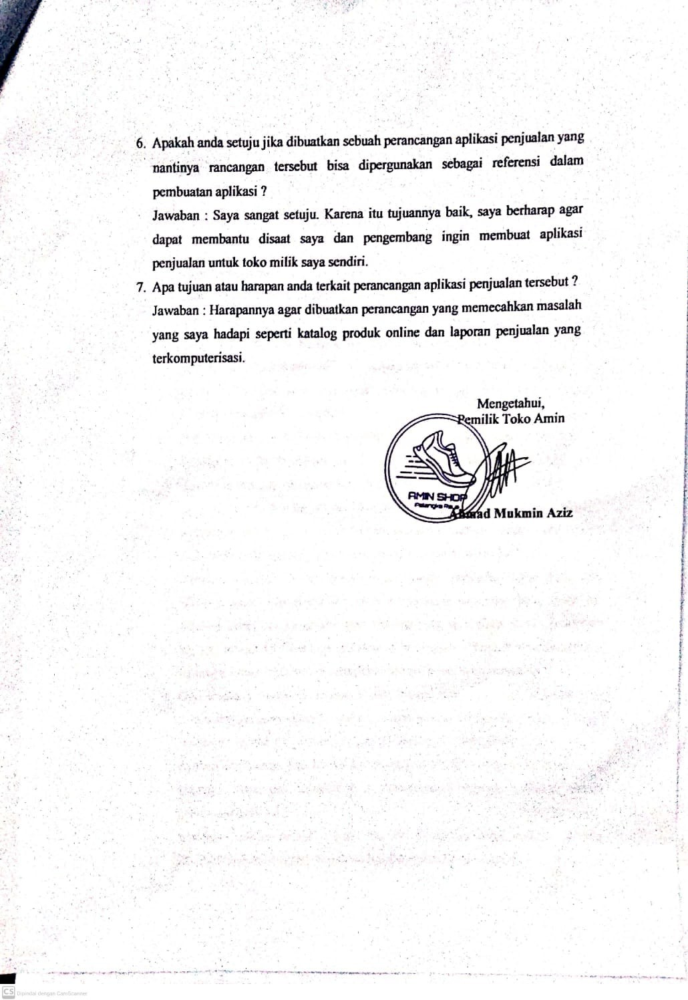 6. Apakah anda setuju jika dibuatkan sebuah perancangan aplikasi penjualan yang
nantinya rancangan tersebut bisa dipergunakan sebagai referensi dalam
pembuatan aplikasi ?
Jawaban : Saya sangat setuju. Karena itu tujuannya baik, saya berharap agar
dapat membantu disaat saya dan pengembang ingin membuat aplikasi
penjualan untuk toko milik saya sendiri.
7. Apa tujuan atau harapan anda terkait perancangan aplikasi penjualan tersebut ?
Jawaban : Harapannya agar dibuatkan perancangan yang memecahkan masalah
yang saya hadapi seperti katalog produk online dan laporan penjualan yang
terkomputerisasi.
Mengetahui,
Pemilik Toko Amin
AMIN SHOP
Palangka Raya
Ahmad Mukmin Aziz
CS Dipindai dengan CamScanner